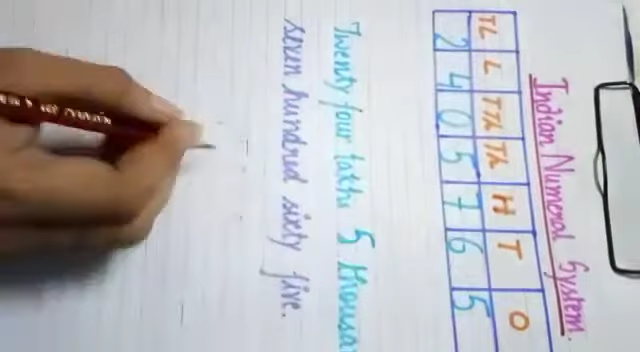 Indian Numeral System.
TL L TTh Th H T O
2 4 0 5 7 6 5
Twenty four lakhs 5 thousa
seven hundred sixty five.